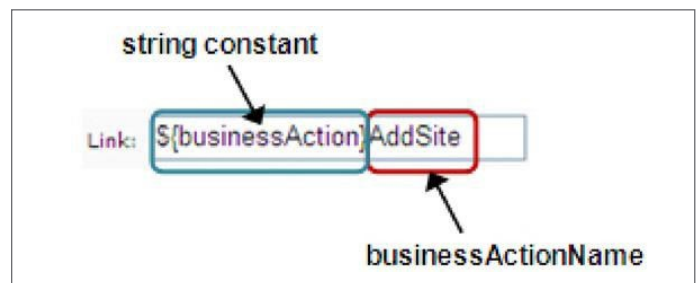 string constant
Link: ${businessAction}AddSite
businessActionName